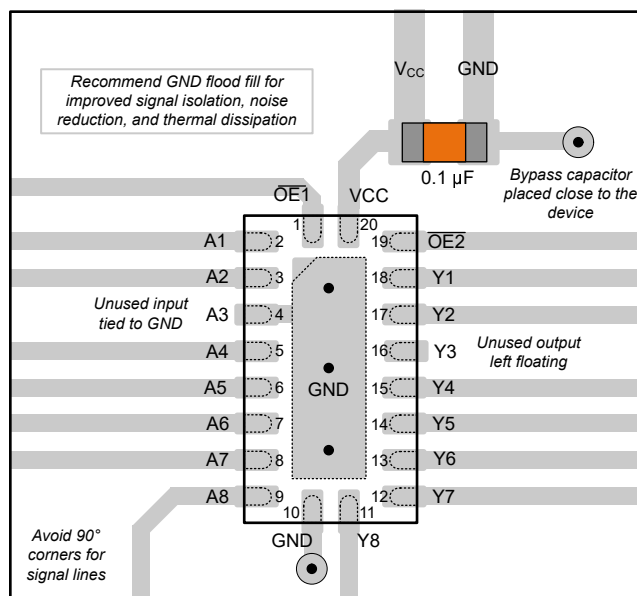 Recommend GND flood fill for
improved signal isolation, noise
reduction, and thermal dissipation
VCC GND
0.1 µF
Bypass capacitor
placed close to the
device
OE1 VCC
1 20
A1 2 19 OE2
A2 3 18 Y1
Unused input
tied to GND
A3 4 17 Y2
A4 5 16 Y3
Unused output
left floating
A5 6 GND 15 Y4
A6 7 14 Y5
A7 8 13 Y6
A8 9 12 Y7
10 11
GND Y8
Avoid 90°
corners for
signal lines